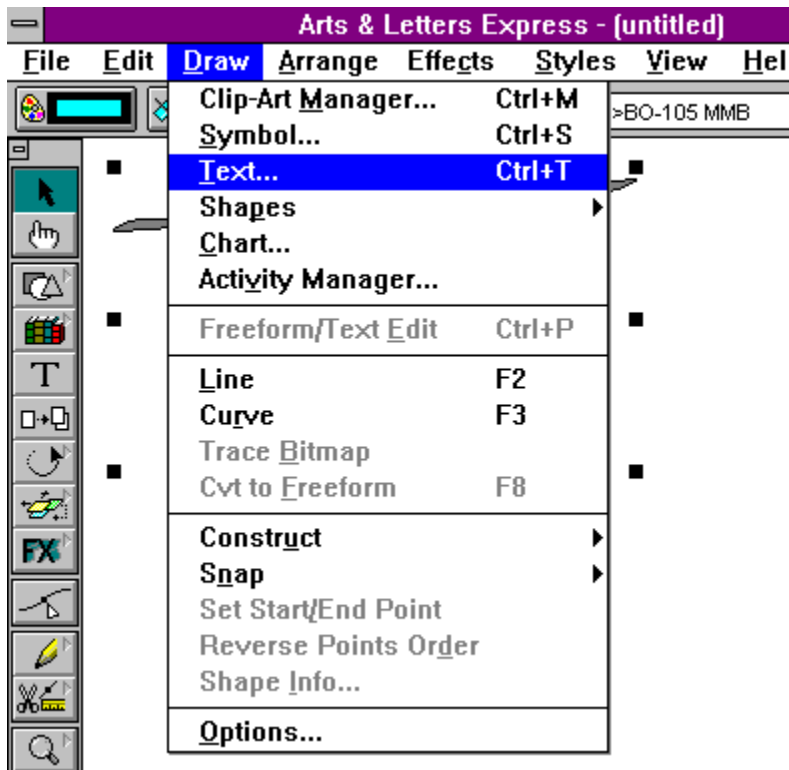 Arts & Letters Express - (untitled)
File Edit Draw Arrange Effects Styles View Hel
>BO-105 MMB
Clip-Art Manager... Ctrl+M
Symbol... Ctrl+S
Text... Ctrl+T
Shapes
Chart...
Activity Manager...
Freeform/Text Edit Ctrl+P
Line F2
Curve F3
Trace Bitmap
Cvt to Freeform F8
Construct
Snap
Set Start/End Point
Reverse Points Order
Shape Info...
Options...
T
FX